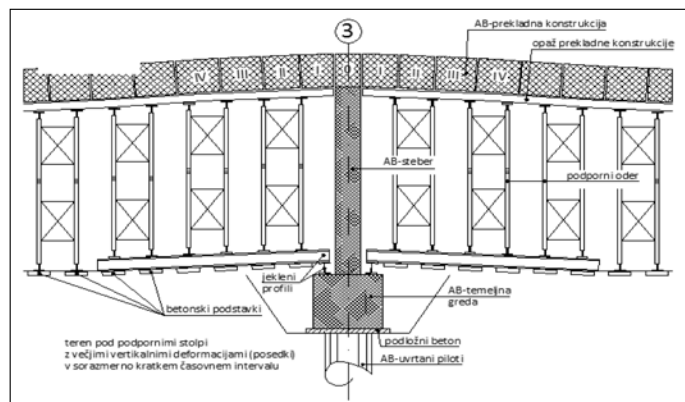 3
AB-prekladna konstrukcija
opaž prekladne konstrukcije
IV III II I 0 I II III IV
AB-steber
podporni oder
jekleni
profili
betonski podstavki
AB-temeljna
greda
podložni beton
AB-uvrtani piloti
teren pod podpornimi stolpi
z večjimi vertikalnimi deformacijami (posedki)
v sorazmerno kratkem časovnem intervalu